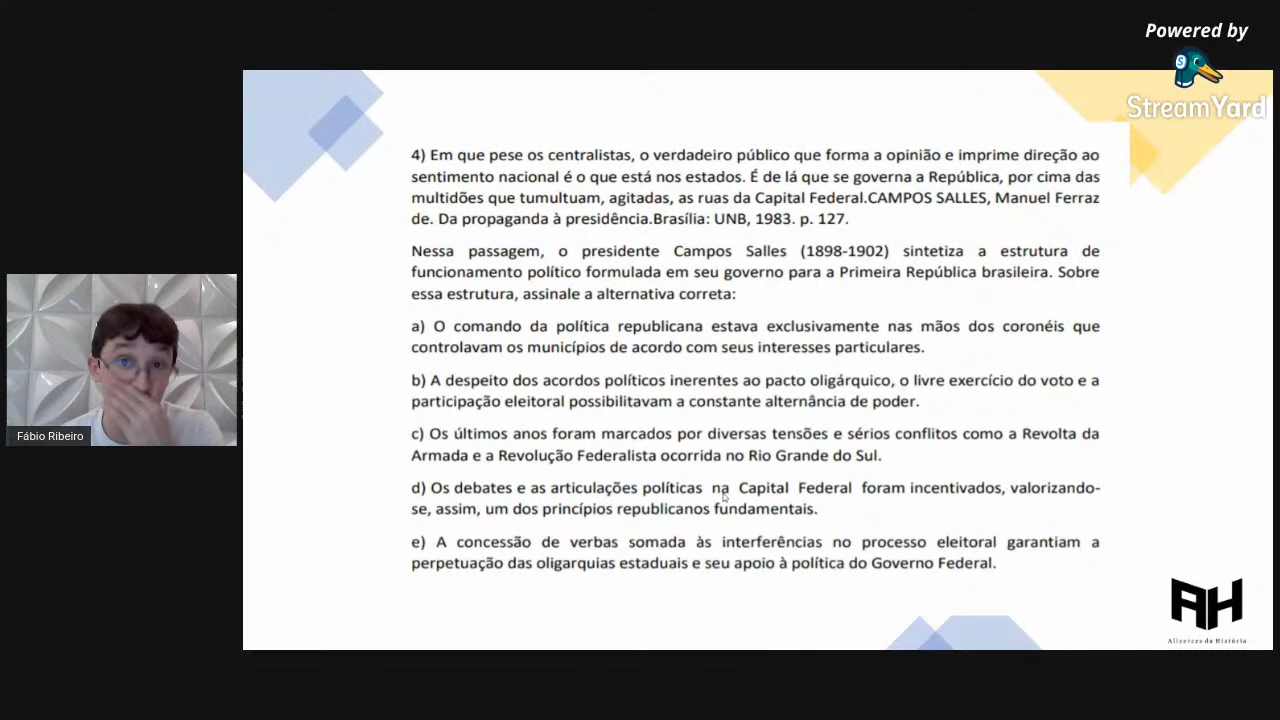 Powered by
StreamYard
4) Em que pese os centralistas, o verdadeiro público que forma a opinião e imprime direção ao
sentimento nacional é o que está nos estados. É de lá que se governa a República, por cima das
multidões que tumultuam, agitadas, as ruas da Capital Federal.CAMPOS SALLES, Manuel Ferraz
de. Da propaganda à presidência.Brasília: UNB, 1983. p. 127.
Nessa passagem, o presidente Campos Salles (1898-1902) sintetiza a estrutura de
funcionamento político formulada em seu governo para a Primeira República brasileira. Sobre
essa estrutura, assinale a alternativa correta:
a) O comando da política republicana estava exclusivamente nas mãos dos coronéis que
controlavam os municípios de acordo com seus interesses particulares.
b) A despeito dos acordos políticos inerentes ao pacto oligárquico, o livre exercício do voto e a
participação eleitoral possibilitavam a constante alternância de poder.
c) Os últimos anos foram marcados por diversas tensões e sérios conflitos como a Revolta da
Armada e a Revolução Federalista ocorrida no Rio Grande do Sul.
d) Os debates e as articulações políticas na Capital Federal foram incentivados, valorizando-
se, assim, um dos princípios republicanos fundamentais.
e) A concessão de verbas somada às interferências no processo eleitoral garantiam a
perpetuação das oligarquias estaduais e seu apoio à política do Governo Federal.
Fábio Ribeiro
AH
Alicerces da História